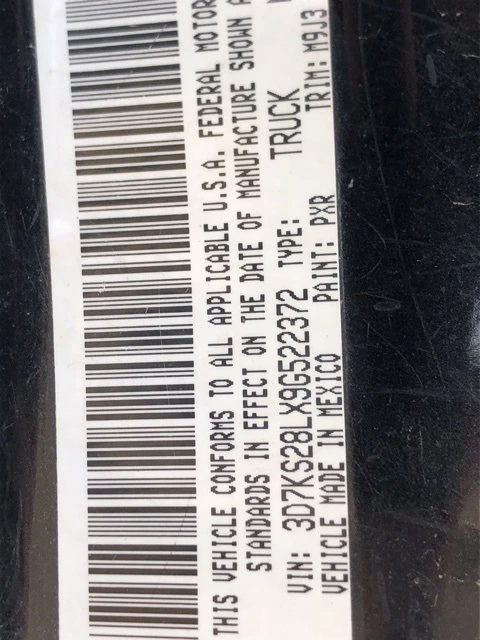 THIS VEHICLE CONFORMS TO ALL APPLICABLE U.S.A. FEDERAL MOTOR
STANDARDS IN EFFECT ON THE DATE OF MANUFACTURE SHOWN A
VIN: 3D7KS28LX9G522372 TYPE: TRUCK
VEHICLE MADE IN MEXICO PAINT: PXR TRIM: M9J3